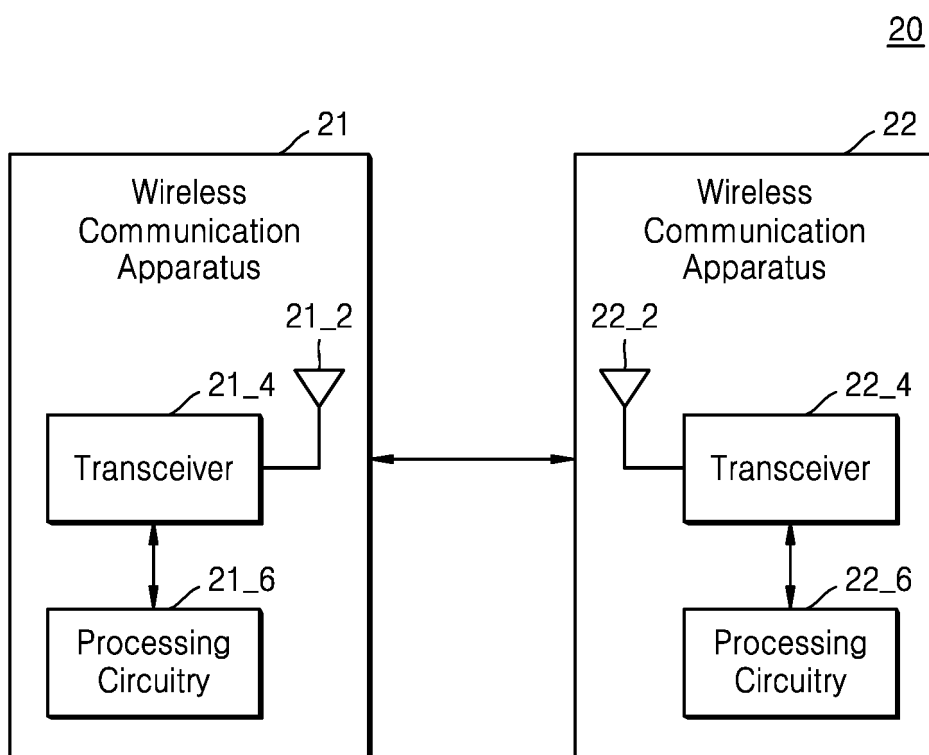 20
21
22
Wireless
Communication
Apparatus
Wireless
Communication
Apparatus
21_2
22_2
21_4
22_4
Transceiver
Transceiver
21_6
22_6
Processing
Circuitry
Processing
Circuitry